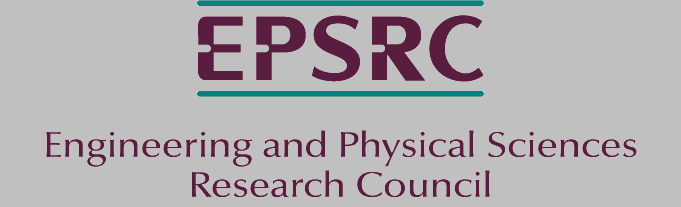 EPSRC
Engineering and Physical Sciences
Research Council